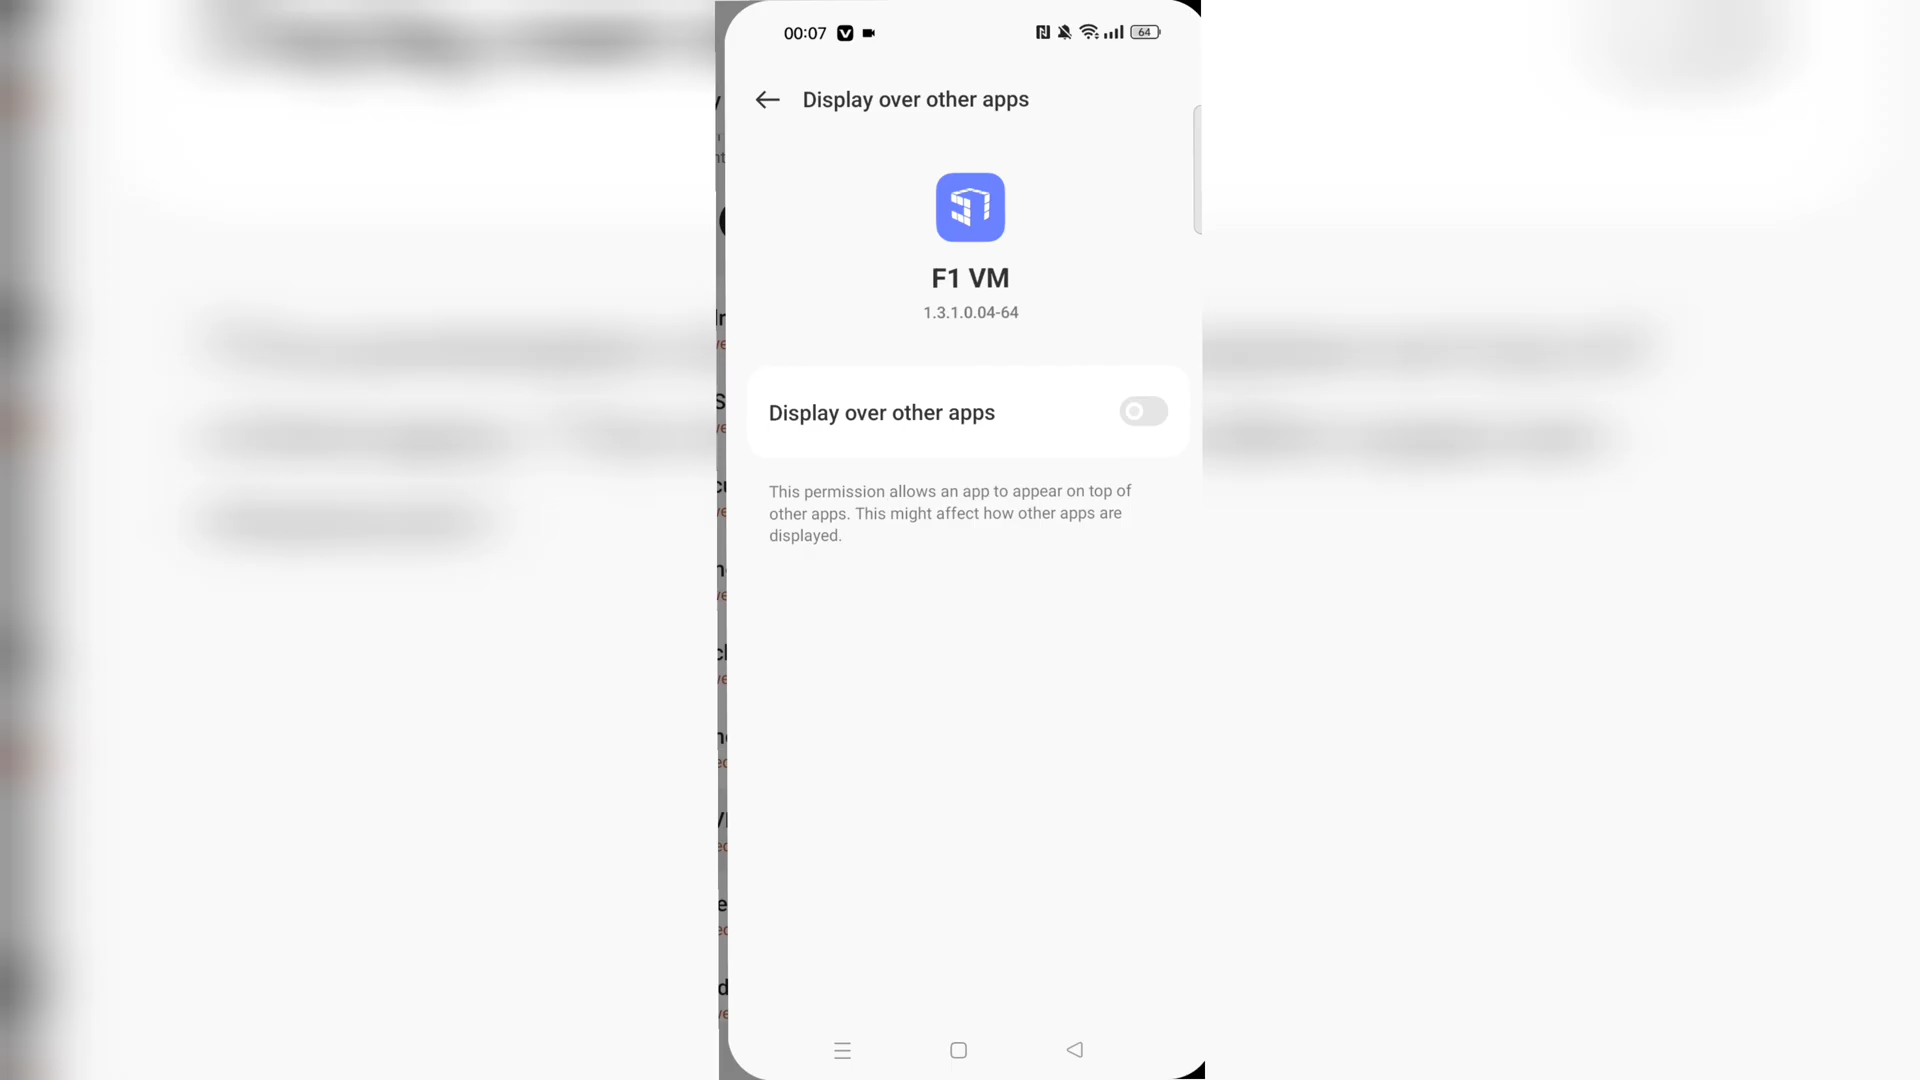 00:07
64
Display over other apps
F1 VM
1.3.1.0.04-64
Display over other apps
This permission allows an app to appear on top of
other apps. This might affect how other apps are
displayed.